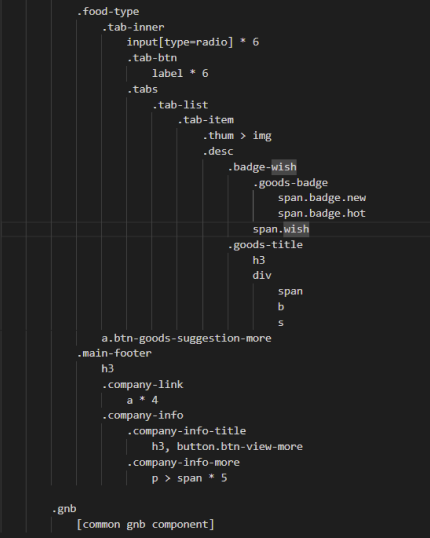 .food-type
.tab-inner
input[type=radio] * 6
.tab-btn
label * 6
.tabs
.tab-list
.tab-item
.thum > img
.desc
.badge-wish
.goods-badge
span.badge.new
span.badge.hot
span.wish
.goods-title
h3
div
span
b
s
a.btn-goods-suggestion-more
.main-footer
h3
.company-link
a * 4
.company-info
.company-info-title
h3, button.btn-view-more
.company-info-more
p > span * 5
.gnb
[common gnb component]